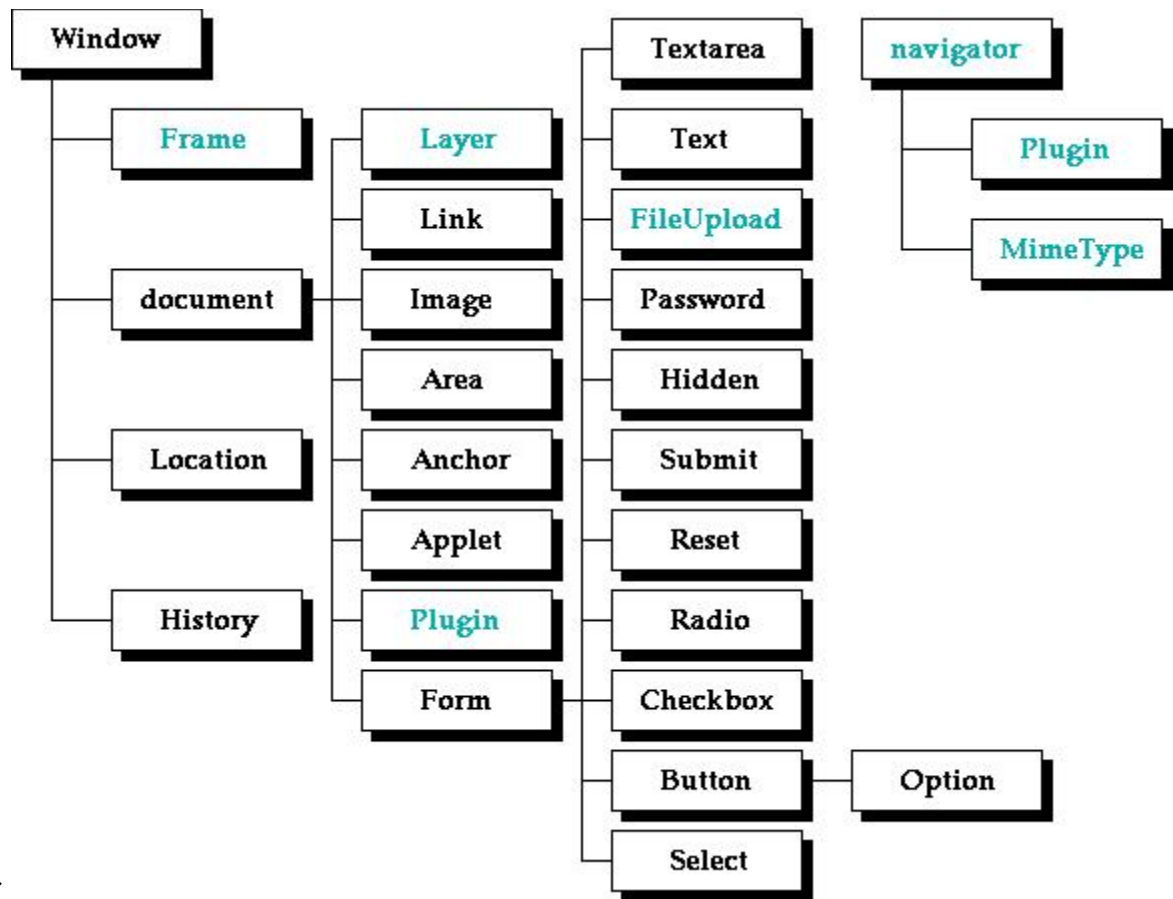 Window
Frame
document
Location
History
Layer
Link
Image
Area
Anchor
Applet
Plugin
Form
Textarea
Text
FileUpload
Password
Hidden
Submit
Reset
Radio
Checkbox
Button
Select
Option
navigator
Plugin
MimeType